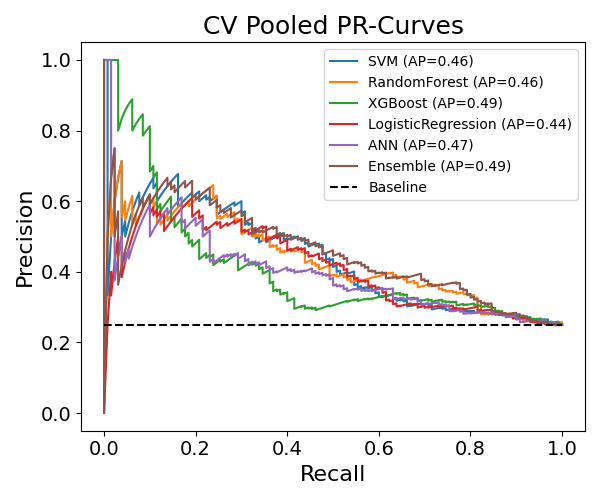 CV Pooled PR-Curves
Precision
1.0
0.8
0.6
0.4
0.2
0.0
SVM (AP=0.46)
RandomForest (AP=0.46)
XGBoost (AP=0.49)
LogisticRegression (AP=0.44)
ANN (AP=0.47)
Ensemble (AP=0.49)
Baseline
0.0 0.2 0.4 0.6 0.8 1.0
Recall